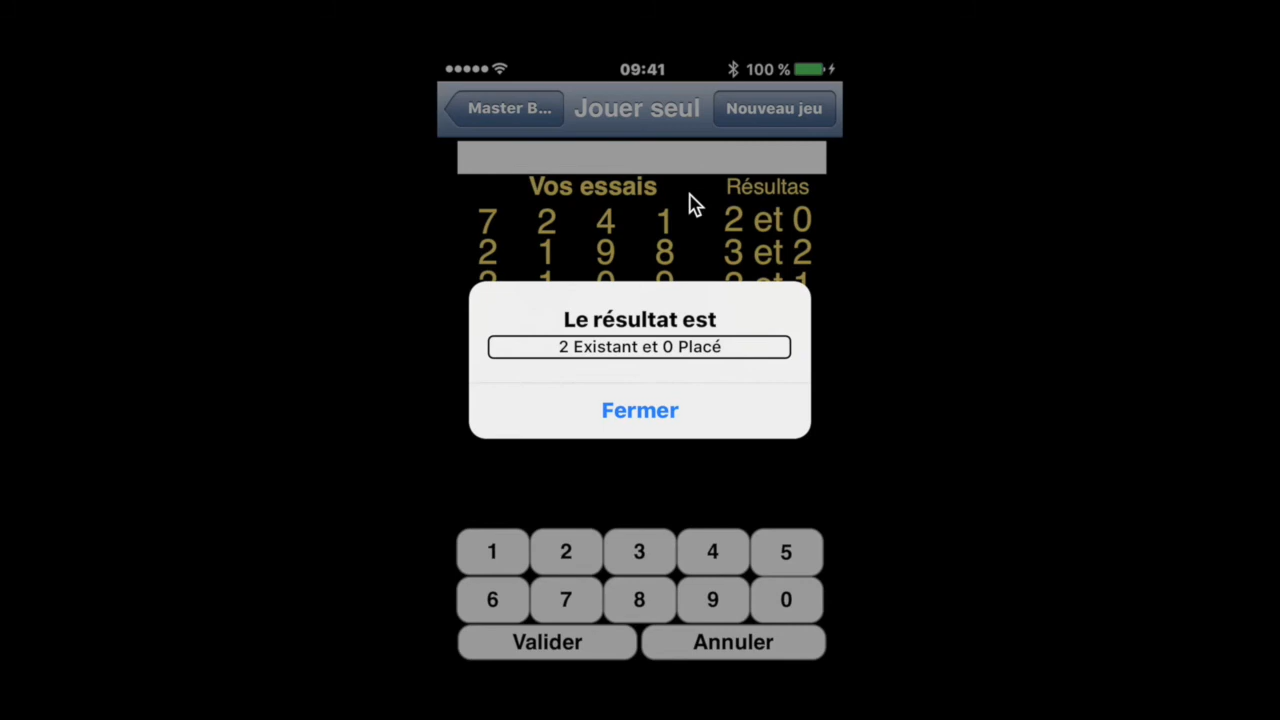 09:41 100 %
Master B... Jouer seul Nouveau jeu
Vos essais Résultas
7 2 4 1 2 et 0
2 1 9 8 3 et 2
Le résultat est
2 Existant et 0 Placé
Fermer
1 2 3 4 5
6 7 8 9 0
Valider Annuler